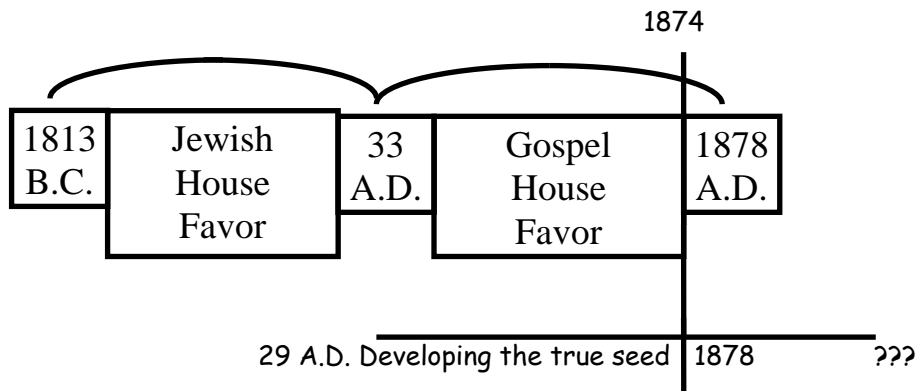 1874
1813
B.C.
Jewish
House
Favor
33
A.D.
Gospel
House
Favor
1878
A.D.
29 A.D. Developing the true seed 1878 ???